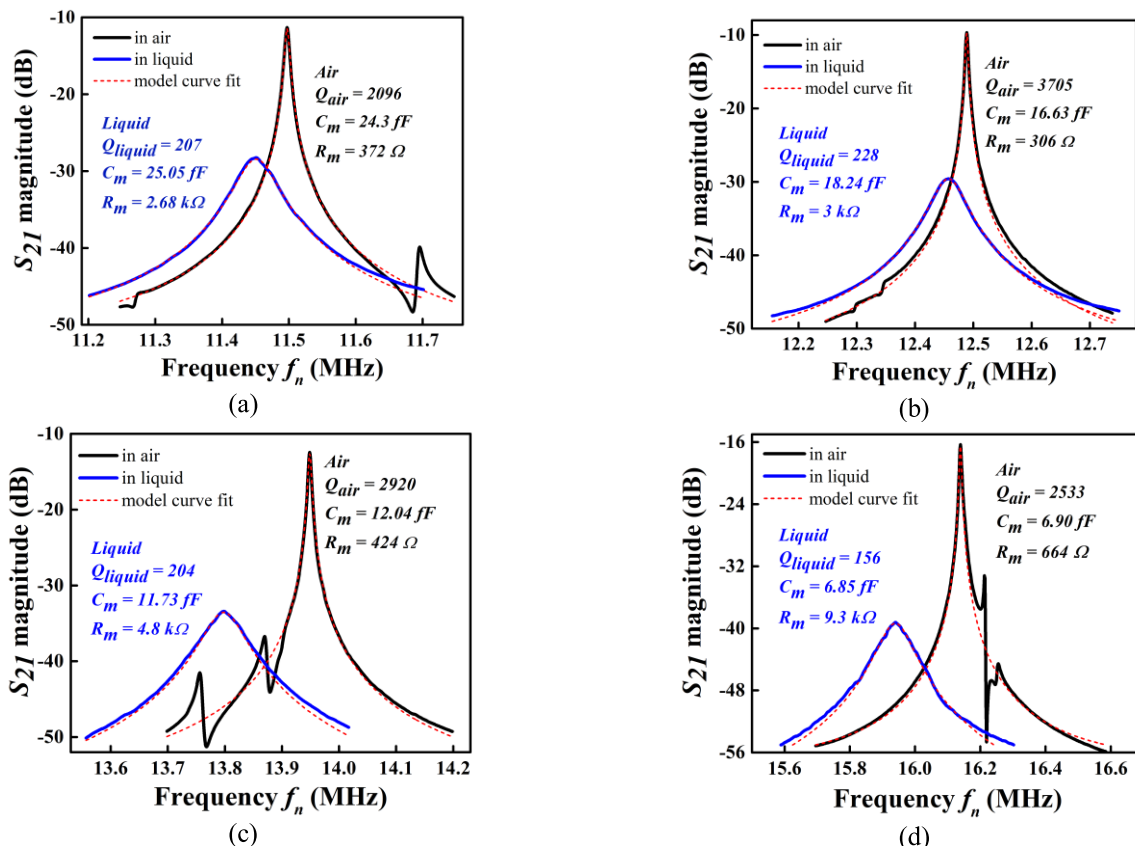 -10
-20
-30
-40
-50
S21 magnitude (dB)
in air
in liquid
model curve fit
Air
Qair = 2096
Cm = 24.3 fF
Rm = 372 Ω
Liquid
Qliquid = 207
Cm = 25.05 fF
Rm = 2.68 kΩ
11.2 11.3 11.4 11.5 11.6 11.7
Frequency fn (MHz)
(a)
-10
-20
-30
-40
-50
S21 magnitude (dB)
in air
in liquid
model curve fit
Air
Qair = 3705
Cm = 16.63 fF
Rm = 306 Ω
Liquid
Qliquid = 228
Cm = 18.24 fF
Rm = 3 kΩ
12.2 12.3 12.4 12.5 12.6 12.7
Frequency fn (MHz)
(b)
-10
-20
-30
-40
-50
S21 magnitude (dB)
in air
in liquid
model curve fit
Air
Qair = 2920
Cm = 12.04 fF
Rm = 424 Ω
Liquid
Qliquid = 204
Cm = 11.73 fF
Rm = 4.8 kΩ
13.6 13.7 13.8 13.9 14.0 14.1 14.2
Frequency fn (MHz)
(c)
-16
-24
-32
-40
-48
-56
S21 magnitude (dB)
in air
in liquid
model curve fit
Air
Qair = 2533
Cm = 6.90 fF
Rm = 664 Ω
Liquid
Qliquid = 156
Cm = 6.85 fF
Rm = 9.3 kΩ
15.6 15.8 16.0 16.2 16.4 16.6
Frequency fn (MHz)
(d)